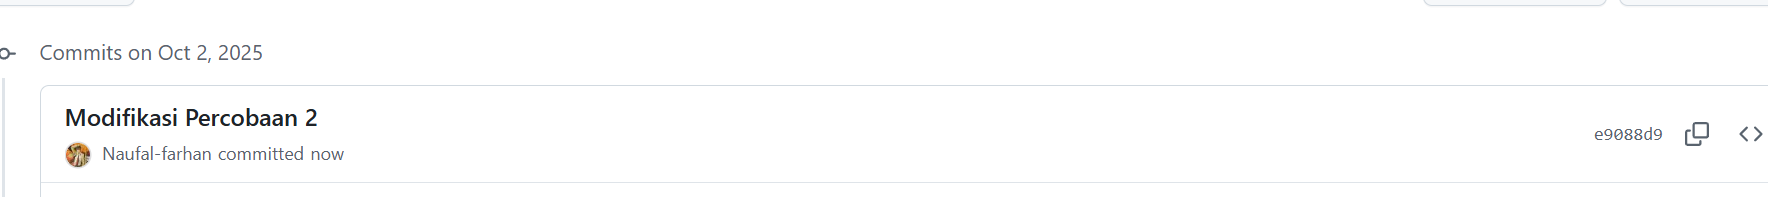 Commits on Oct 2, 2025
Modifikasi Percobaan 2
Naufal-farhan committed now
e9088d9